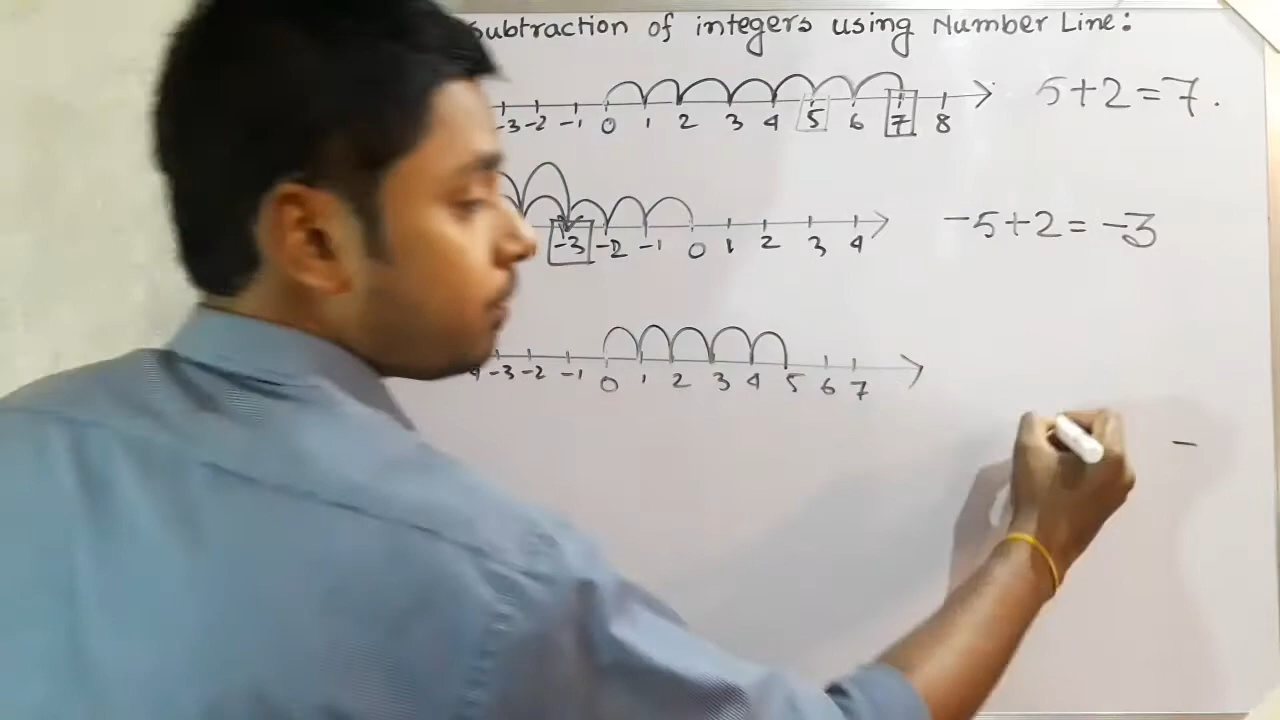 subtraction of integers using Number Line:
-3 -2 -1 0 1 2 3 4 5 6 7 8 5+2=7.
-3 -2 -1 0 1 2 3 4 -5+2=-3
-3 -2 -1 0 1 2 3 4 5 6 7
-